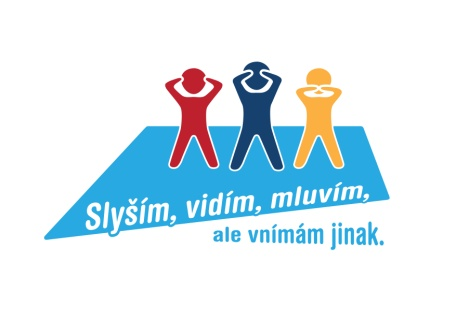 Slyším, vidím, mluvím,
ale vnímám jinak.